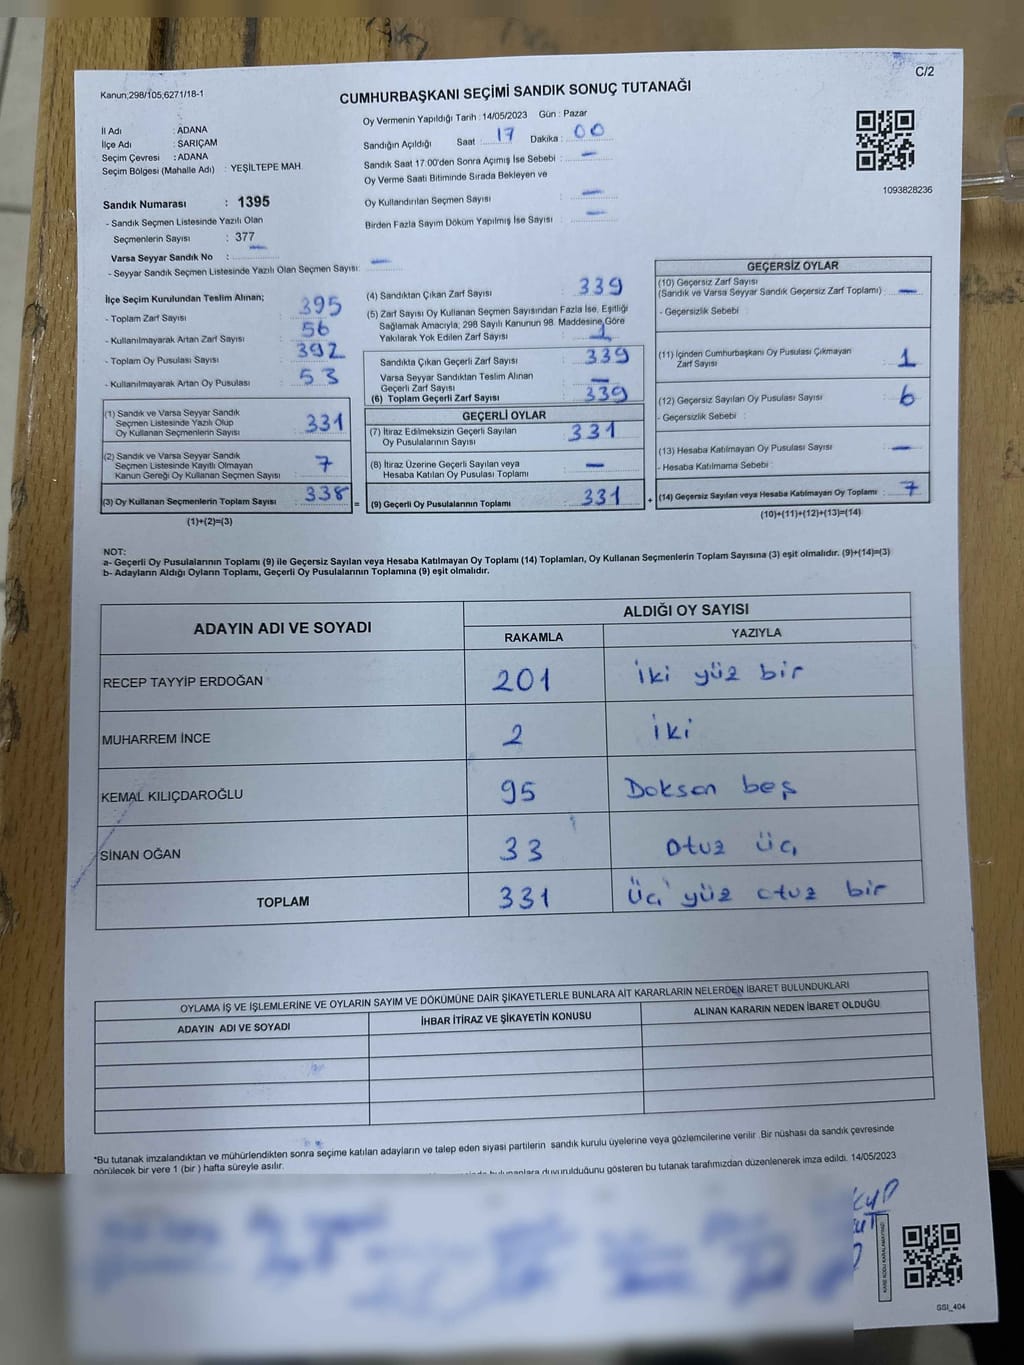 Kanun;298/105,6271/18-1
C/2
CUMHURBAŞKANI SEÇİMİ SANDIK SONUÇ TUTANAĞI
Oy Vermenin Yapıldığı Tarih : 14/05/2023 Gün : Pazar
İl Adı : ADANA
İlçe Adı : SARIÇAM
Seçim Çevresi : ADANA
Seçim Bölgesi (Mahalle Adı) : YEŞİLTEPE MAH.
Sandığın Açıldığı Saat : 17 Dakika : 00
Sandık Saat 17.00'den Sonra Açımış İse Sebebi : —
Oy Verme Saati Bitiminde Sırada Bekleyen ve
Oy Kullandırılan Seçmen Sayısı : —
Birden Fazla Sayım Döküm Yapılmış İse Sayısı : —
1093828236
Sandık Numarası : 1395
- Sandık Seçmen Listesinde Yazılı Olan
Seçmenlerin Sayısı : 377
Varsa Seyyar Sandık No : —
- Seyyar Sandık Seçmen Listesinde Yazılı Olan Seçmen Sayısı: —
İlçe Seçim Kurulundan Teslim Alınan;
- Toplam Zarf Sayısı : 395
- Kullanılmayarak Artan Zarf Sayısı : 56
- Toplam Oy Pusulası Sayısı : 392
- Kullanılmayarak Artan Oy Pusulası : 53
(1) Sandık ve Varsa Seyyar Sandık
Seçmen Listesinde Yazılı Olup
Oy Kullanan Seçmenlerin Sayısı : 331
(2) Sandık ve Varsa Seyyar Sandık
Seçmen Listesinde Kayıtlı Olmayan
Kanun Gereği Oy Kullanan Seçmen Sayısı : 7
(3) Oy Kullanan Seçmenlerin Toplam Sayısı : 338 =
(1)+(2)=(3)
(4) Sandıktan Çıkan Zarf Sayısı : 339
(5) Zarf Sayısı Oy Kullanan Seçmen Sayısından Fazla İse, Eşitliği
Sağlamak Amacıyla; 298 Sayılı Kanunun 98. Maddesine Göre
Yakılarak Yok Edilen Zarf Sayısı : 1
Sandıkta Çıkan Geçerli Zarf Sayısı : 339
Varsa Seyyar Sandıktan Teslim Alınan
Geçerli Zarf Sayısı : —
(6) Toplam Geçerli Zarf Sayısı : 339
GEÇERLİ OYLAR
(7) İtiraz Edilmeksizin Geçerli Sayılan
Oy Pusulalarının Sayısı : 331
(8) İtiraz Üzerine Geçerli Sayılan veya
Hesaba Katılan Oy Pusulası Toplamı : —
(9) Geçerli Oy Pusulalarının Toplamı : 331 +
GEÇERSİZ OYLAR
(10) Geçersiz Zarf Sayısı
(Sandık ve Varsa Seyyar Sandık Geçersiz Zarf Toplamı) : —
- Geçersizlik Sebebi :
(11) İçinden Cumhurbaşkanı Oy Pusulası Çıkmayan
Zarf Sayısı : 1
(12) Geçersiz Sayılan Oy Pusulası Sayısı : 6
- Geçersizlik Sebebi :
(13) Hesaba Katılmayan Oy Pusulası Sayısı : —
- Hesaba Katılmama Sebebi :
(14) Geçersiz Sayılan veya Hesaba Katılmayan Oy Toplamı : 7
(10)+(11)+(12)+(13)=(14)
NOT:
a- Geçerli Oy Pusulalarının Toplamı (9) ile Geçersiz Sayılan veya Hesaba Katılmayan Oy Toplamı (14) Toplamları, Oy Kullanan Seçmenlerin Toplam Sayısına (3) eşit olmalıdır. (9)+(14)=(3)
b- Adayların Aldığı Oyların Toplamı, Geçerli Oy Pusulalarının Toplamına (9) eşit olmalıdır.
ADAYIN ADI VE SOYADI
ALDIĞI OY SAYISI
RAKAMLA YAZIYLA
RECEP TAYYİP ERDOĞAN 201 iki yüz bir
MUHARREM İNCE 2 iki
KEMAL KILIÇDAROĞLU 95 Doksan beş
SİNAN OĞAN 33 otuz üç
TOPLAM 331 üç yüz otuz bir
OYLAMA İŞ VE İŞLEMLERİNE VE OYLARIN SAYIM VE DÖKÜMÜNE DAİR ŞİKAYETLERLE BUNLARA AİT KARARLARIN NELERDEN İBARET BULUNDUKLARI
ADAYIN ADI VE SOYADI İHBAR İTİRAZ VE ŞİKAYETİN KONUSU ALINAN KARARIN NEDEN İBARET OLDUĞU
*Bu tutanak imzalandıktan ve mühürlendikten sonra seçime katılan adayların ve talep eden siyasi partilerin sandık kurulu üyelerine veya gözlemcilerine verilir. Bir nüshası da sandık çevresinde
görülecek bir yere 1 (bir) hafta süreyle asılır.
duyurulduğunu gösteren bu tutanak tarafımızdan düzenlenerek imza edildi. 14/05/2023
KARE KODU KARALAMAYINIZ!
SSI_404